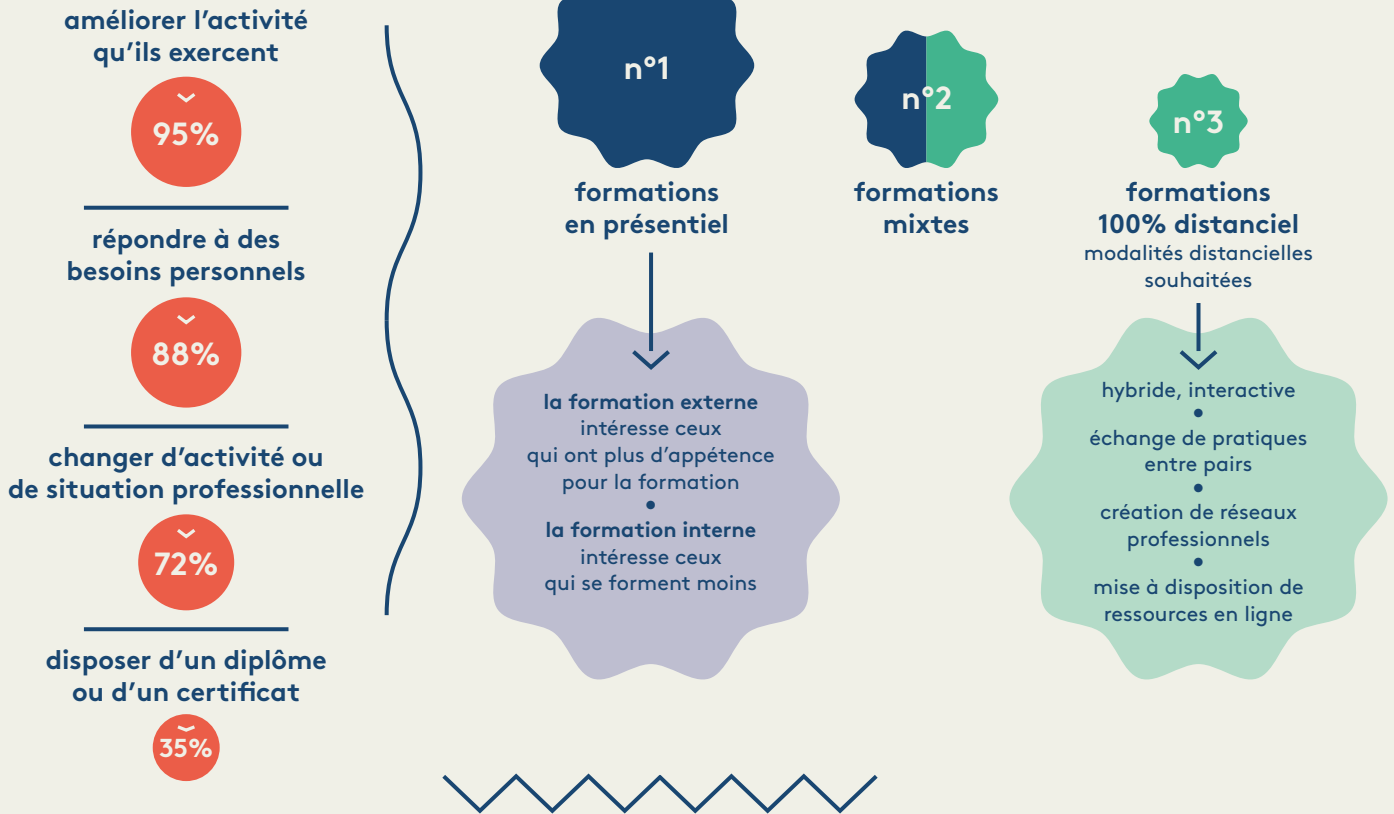 améliorer l'activité
qu'ils exercent
95%
répondre à des
besoins personnels
88%
changer d'activité ou
de situation professionnelle
72%
disposer d'un diplôme
ou d'un certificat
35%
n°1
formations
en présentiel
la formation externe
intéresse ceux
qui ont plus d'appétence
pour la formation
•
la formation interne
intéresse ceux
qui se forment moins
n°2
formations
mixtes
n°3
formations
100% distanciel
modalités distancielles
souhaitées
hybride, interactive
•
échange de pratiques
entre pairs
•
création de réseaux
professionnels
•
mise à disposition de
ressources en ligne